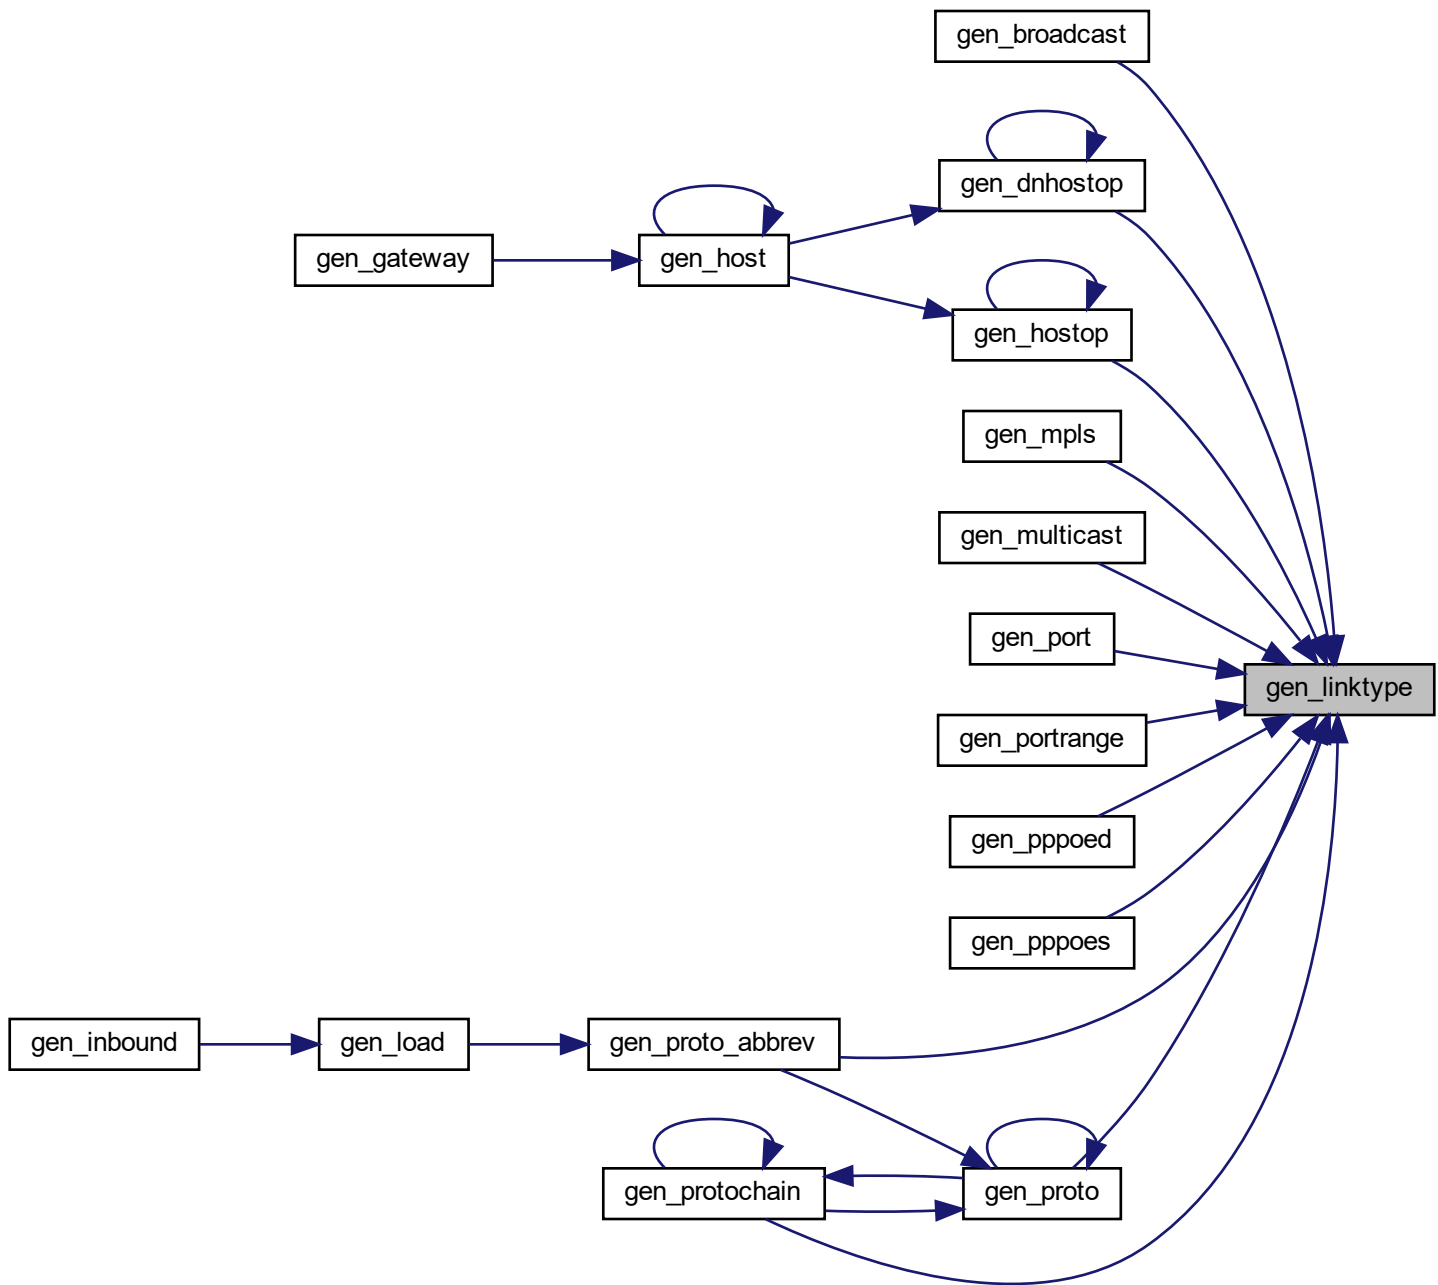 gen_broadcast
gen_dnhostop
gen_gateway
gen_host
gen_hostop
gen_mpls
gen_multicast
gen_port
gen_linktype
gen_portrange
gen_pppoed
gen_pppoes
gen_inbound
gen_load
gen_proto_abbrev
gen_protochain
gen_proto